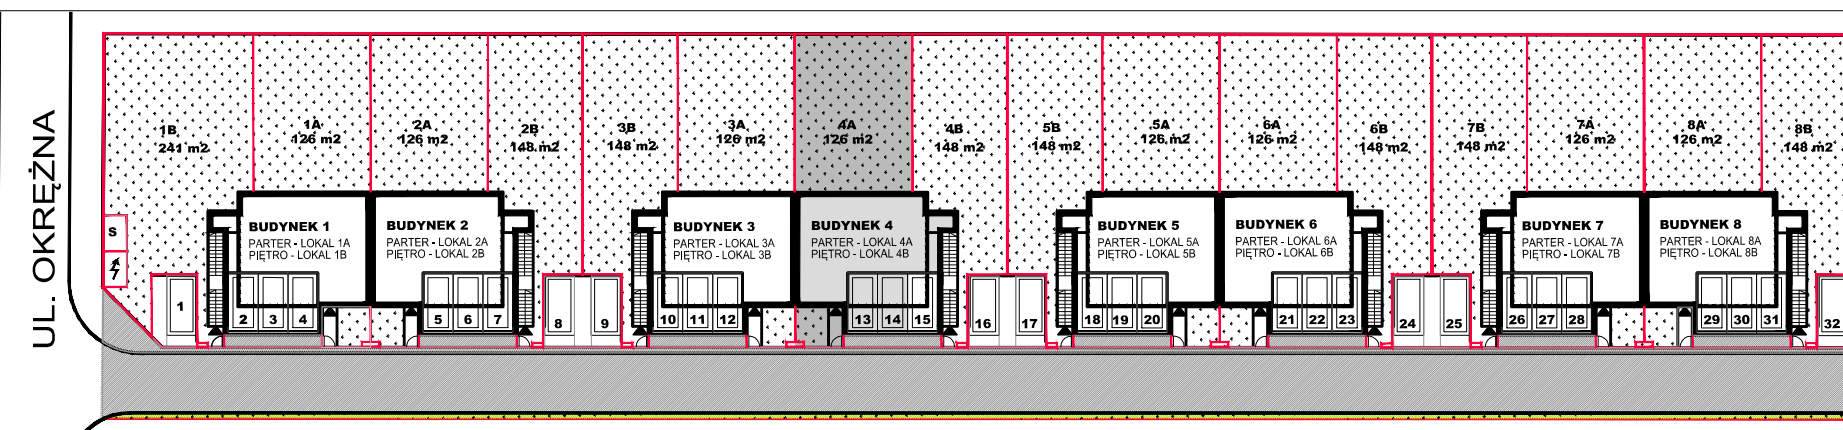 UL. OKRĘŻNA
1B
241 m2
1A
126 m2
2A
126 m2
2B
148 m2
3B
148 m2
3A
126 m2
4A
126 m2
4B
148 m2
5B
148 m2
5A
126 m2
6A
126 m2
6B
148 m2
7B
148 m2
7A
126 m2
8A
126 m2
8B
148 m2
S
BUDYNEK 1
PARTER - LOKAL 1A
PIĘTRO - LOKAL 1B
BUDYNEK 2
PARTER - LOKAL 2A
PIĘTRO - LOKAL 2B
BUDYNEK 3
PARTER - LOKAL 3A
PIĘTRO - LOKAL 3B
BUDYNEK 4
PARTER - LOKAL 4A
PIĘTRO - LOKAL 4B
BUDYNEK 5
PARTER - LOKAL 5A
PIĘTRO - LOKAL 5B
BUDYNEK 6
PARTER - LOKAL 6A
PIĘTRO - LOKAL 6B
BUDYNEK 7
PARTER - LOKAL 7A
PIĘTRO - LOKAL 7B
BUDYNEK 8
PARTER - LOKAL 8A
PIĘTRO - LOKAL 8B
1
2 3 4
5 6 7
8 9
10 11 12
13 14 15
16 17
18 19 20
21 22 23
24 25
26 27 28
29 30 31
32